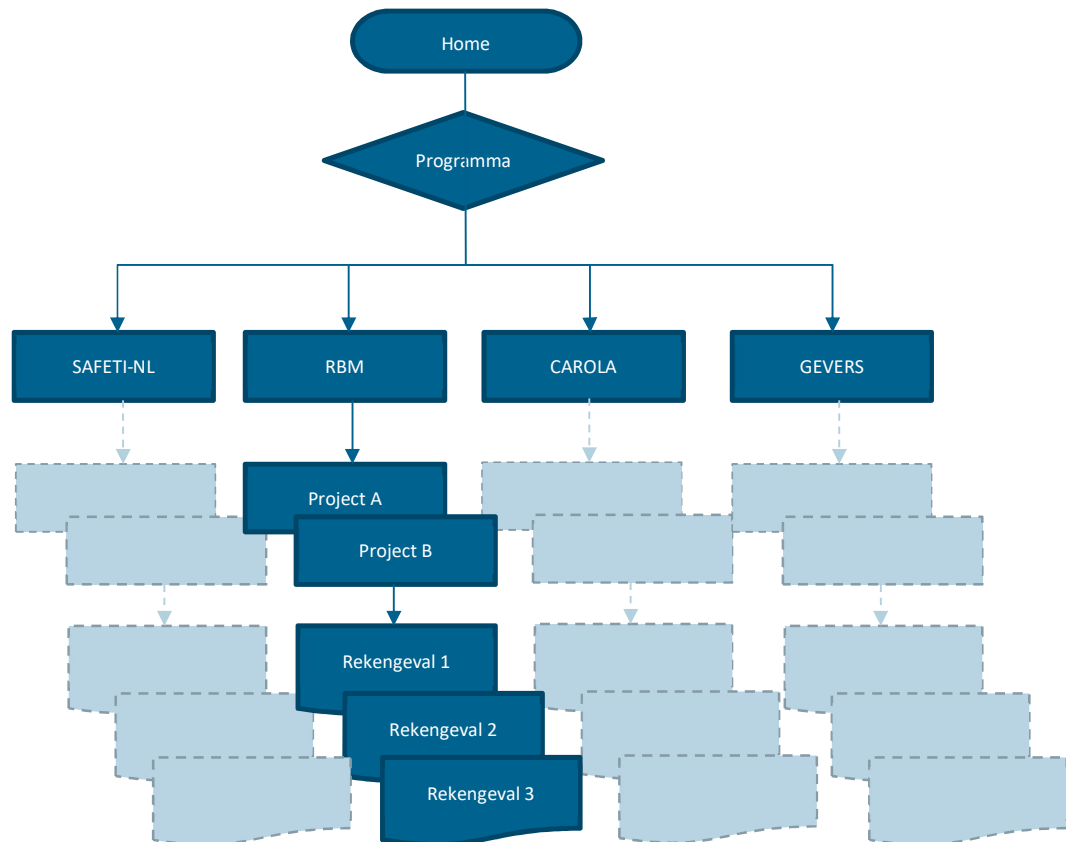 Home
Programma
SAFETI-NL
RBM
CAROLA
GEVERS
Project A
Project B
Rekengeval 1
Rekengeval 2
Rekengeval 3